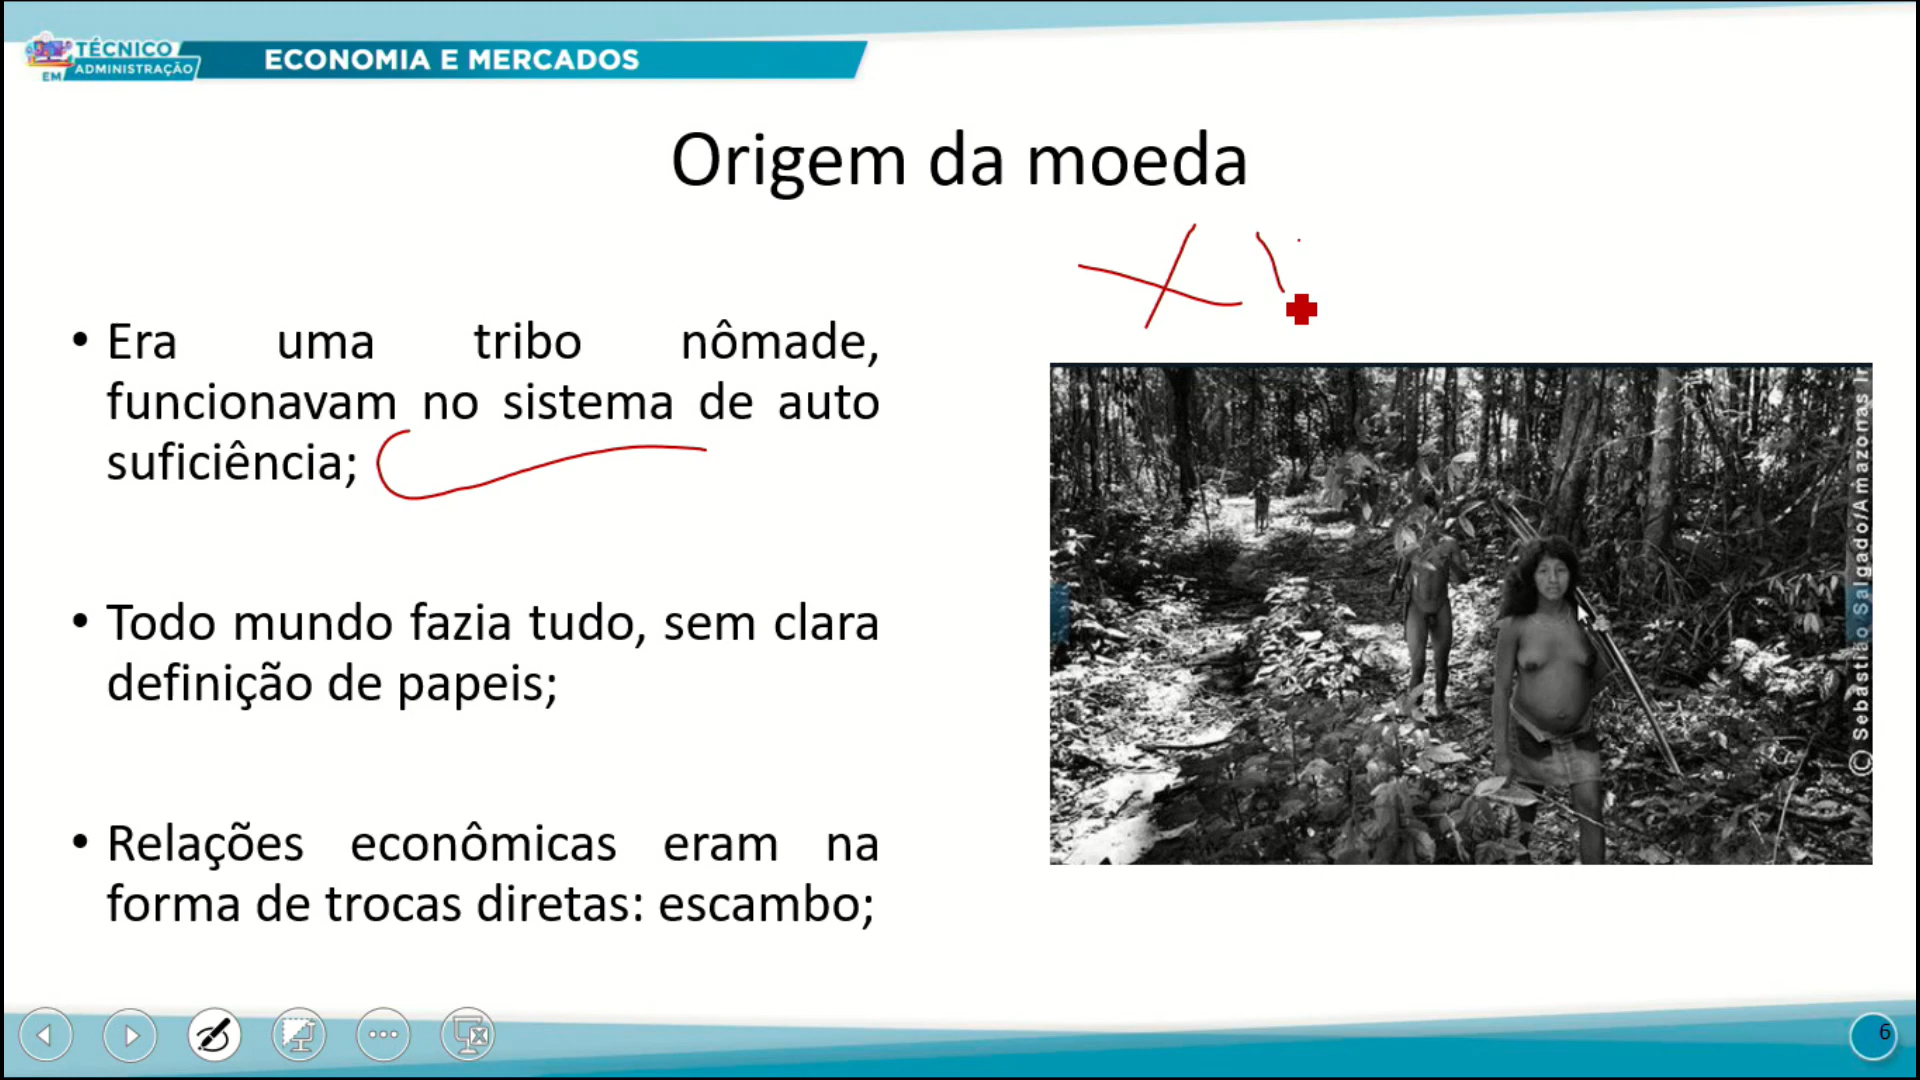 TÉCNICO
EM ADMINISTRAÇÃO
ECONOMIA E MERCADOS
Origem da moeda
• Era uma tribo nômade,
funcionavam no sistema de auto
suficiência;
• Todo mundo fazia tudo, sem clara
definição de papeis;
• Relações econômicas eram na
forma de trocas diretas: escambo;
© Sebastião Salgado/Amazonas
6